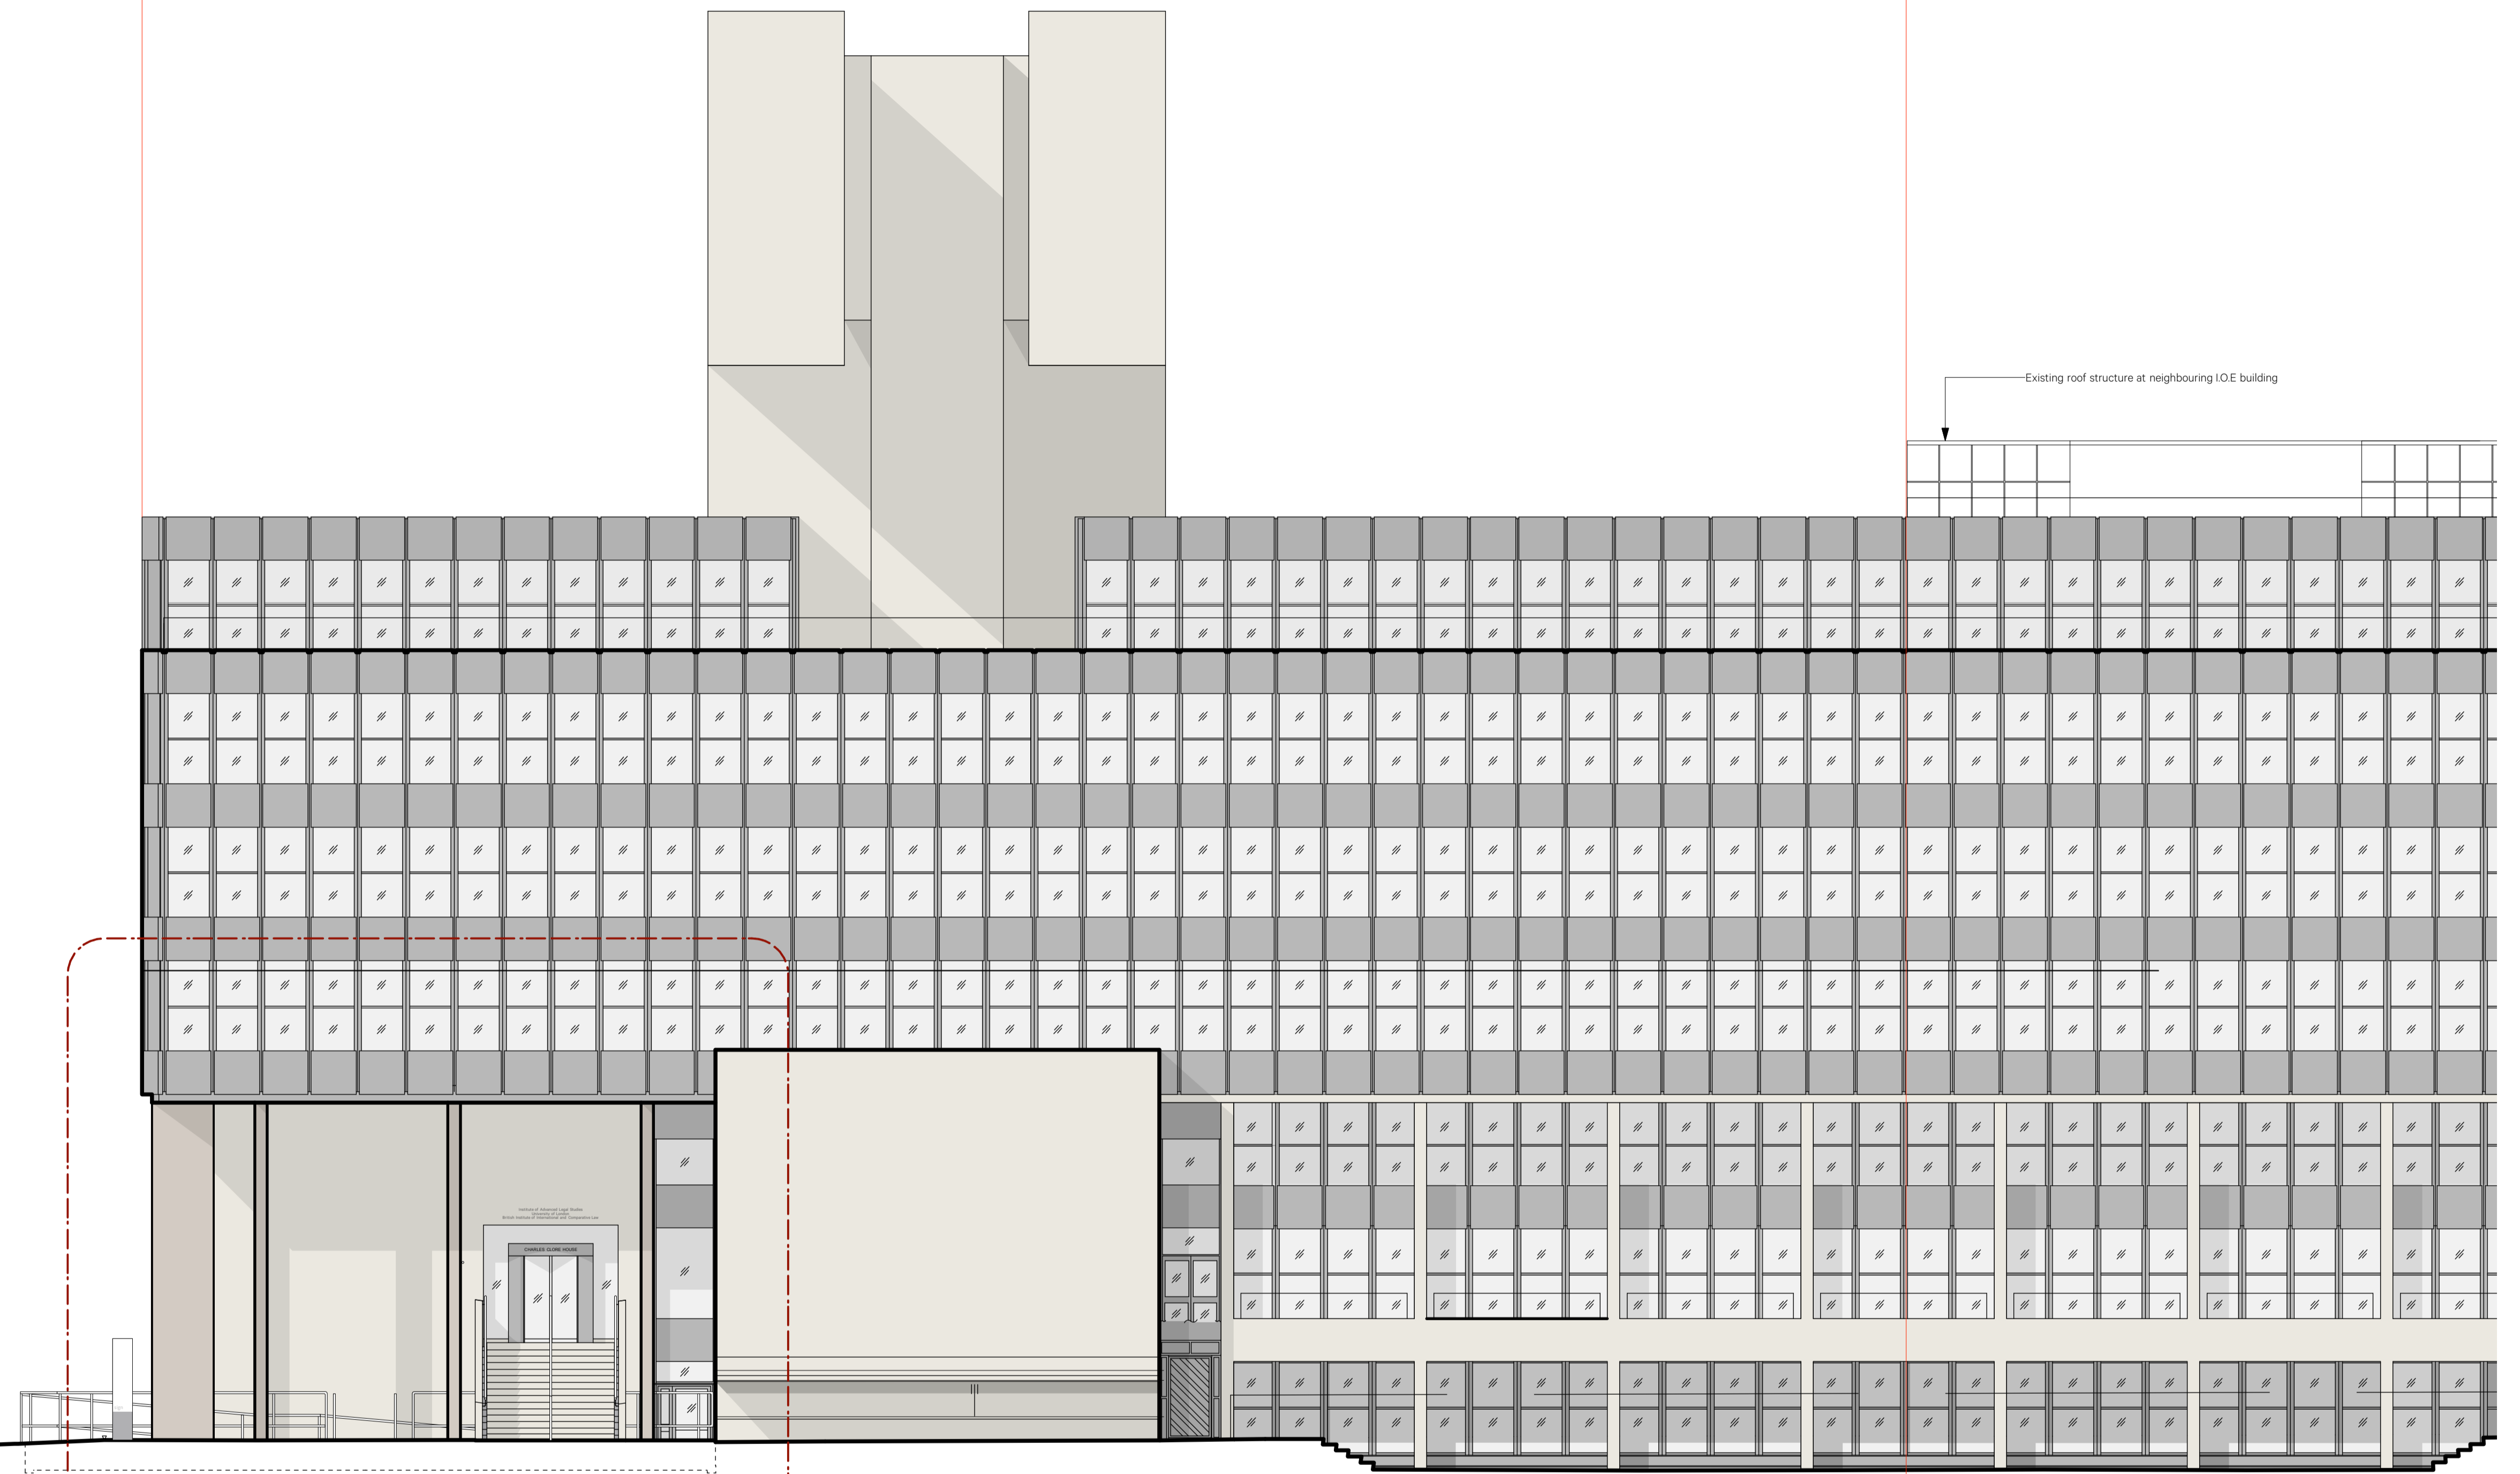 Existing roof structure at neighbouring I.O.E building
Institute of Advanced Legal Studies
University of London
British Institute of International and Comparative Law
CHARLES CLORE HOUSE